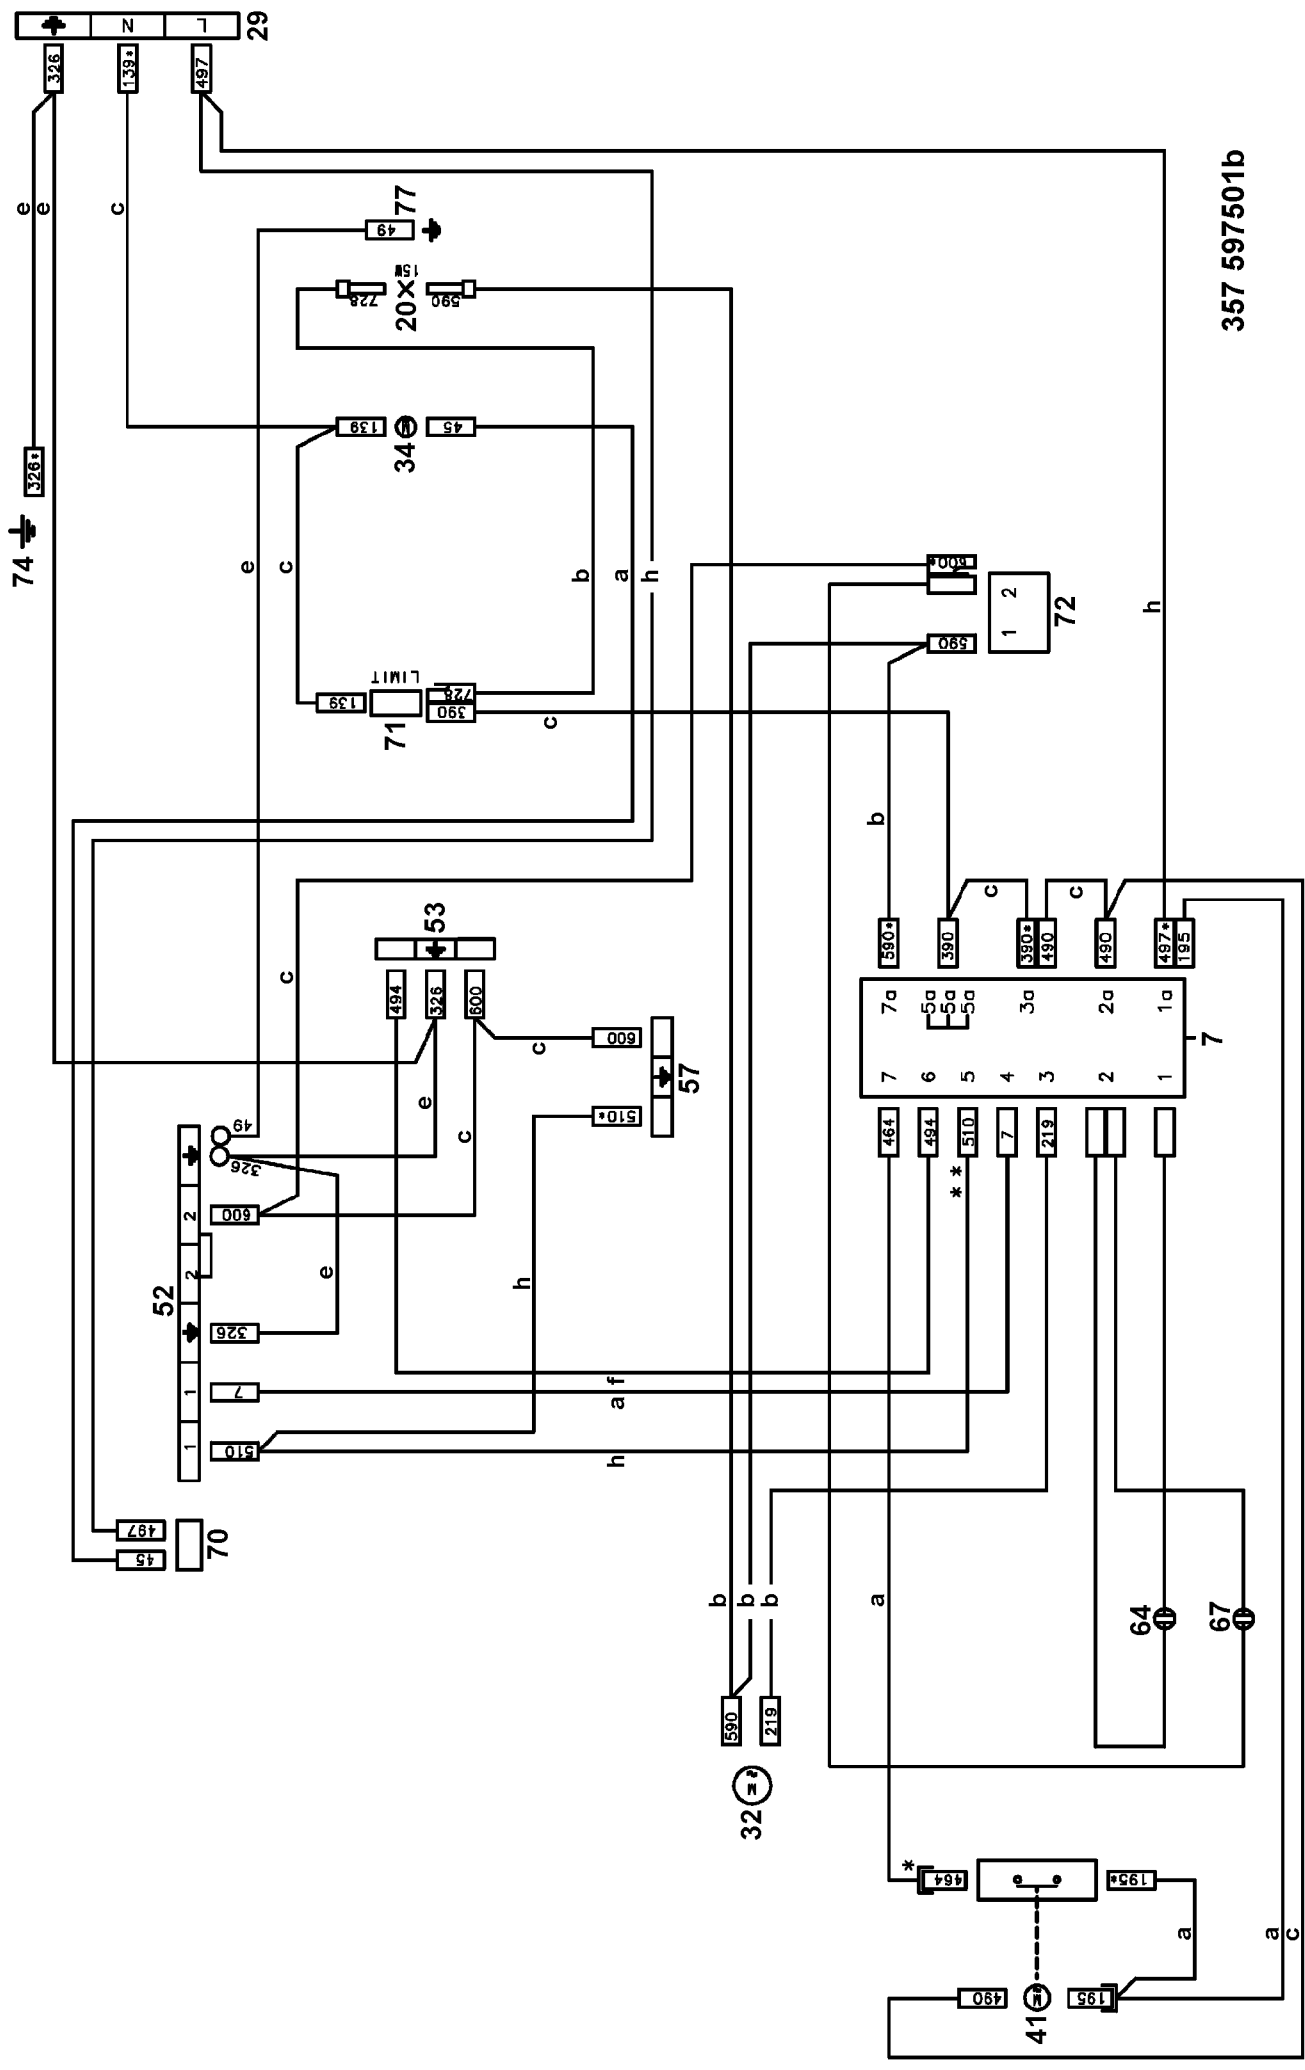 N
L
29
326
139*
497
e
e
c
77
49
15W
20
728
590
357 597501b
139
34
45
326*
74
e
c
b
a
h
600*
2
1
72
590
h
LIMIT
139
71
728
390
c
b
c
c
53
c
494
326
600
c
600
57
510*
590*
390
390*
490
490
497*
195
7a
5a
5a
5a
3a
2a
1a
7
7
6
5
4
3
2
1
464
494
510
7
219
* *
49
326
2
600
2
52
326
e
e
c
h
1
7
f
a
1
510
h
497
45
70
b
b
b
a
64
67
590
219
32
M
~
*
464
195*
a
a
c
490
M
~
195
41